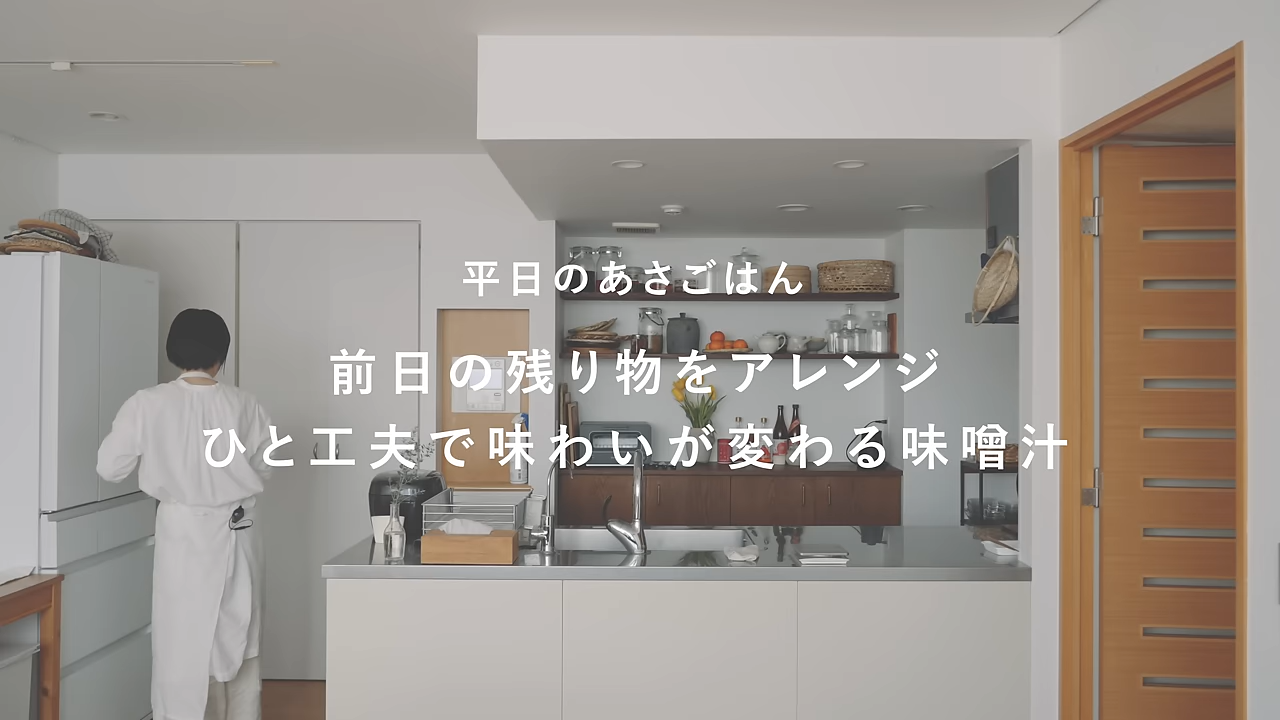 平日のあさごはん
前日の残り物をアレンジ
ひと工夫で味わいが変わる味噌汁